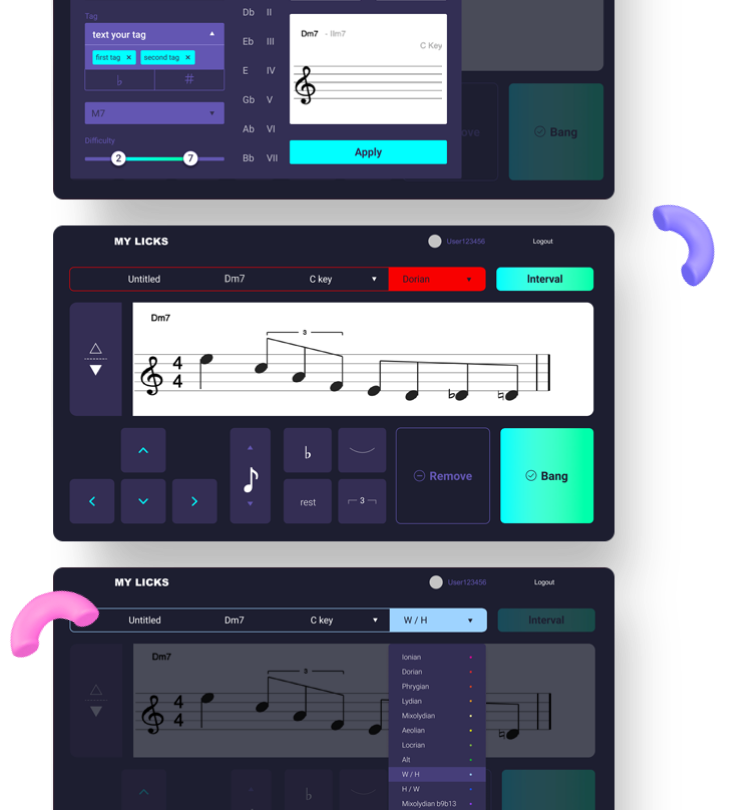 Db II
Tag
text your tag
Dm7 - IIm7
Eb III
C Key
first tag × second tag ×
E IV
♭ #
Gb V
M7
Ab VI
Bang
Difficulty
Apply
2 7
Bb VII
MY LICKS User123456 Logout
Untitled Dm7 C key Dorian Interval
Dm7
3
4
4
♭
Remove Bang
rest 3
MY LICKS User123456 Logout
Untitled Dm7 C key W / H Interval
Dm7
Ionian
3
Dorian
Phrygian
Lydian
4
4
Mixolydian
Aeolian
Locrian
Alt
W / H
H / W
♭
Mixolydian b9b13